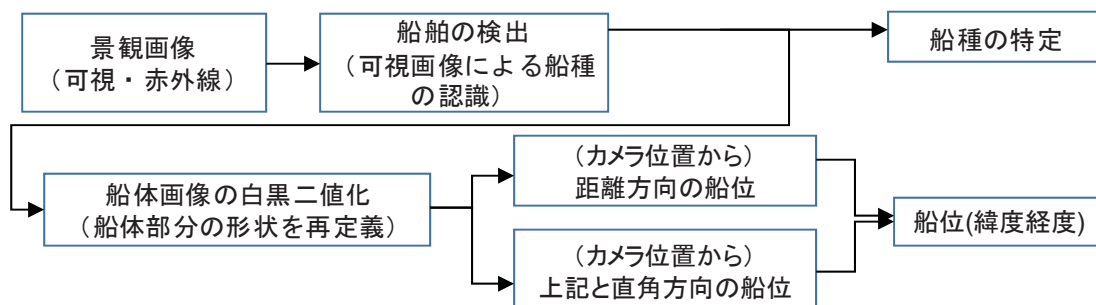 景観画像
（可視・赤外線）
船舶の検出
（可視画像による船種
の認識）
船種の特定
船体画像の白黒二値化
（船体部分の形状を再定義）
（カメラ位置から）
距離方向の船位
（カメラ位置から）
上記と直角方向の船位
船位(緯度経度)